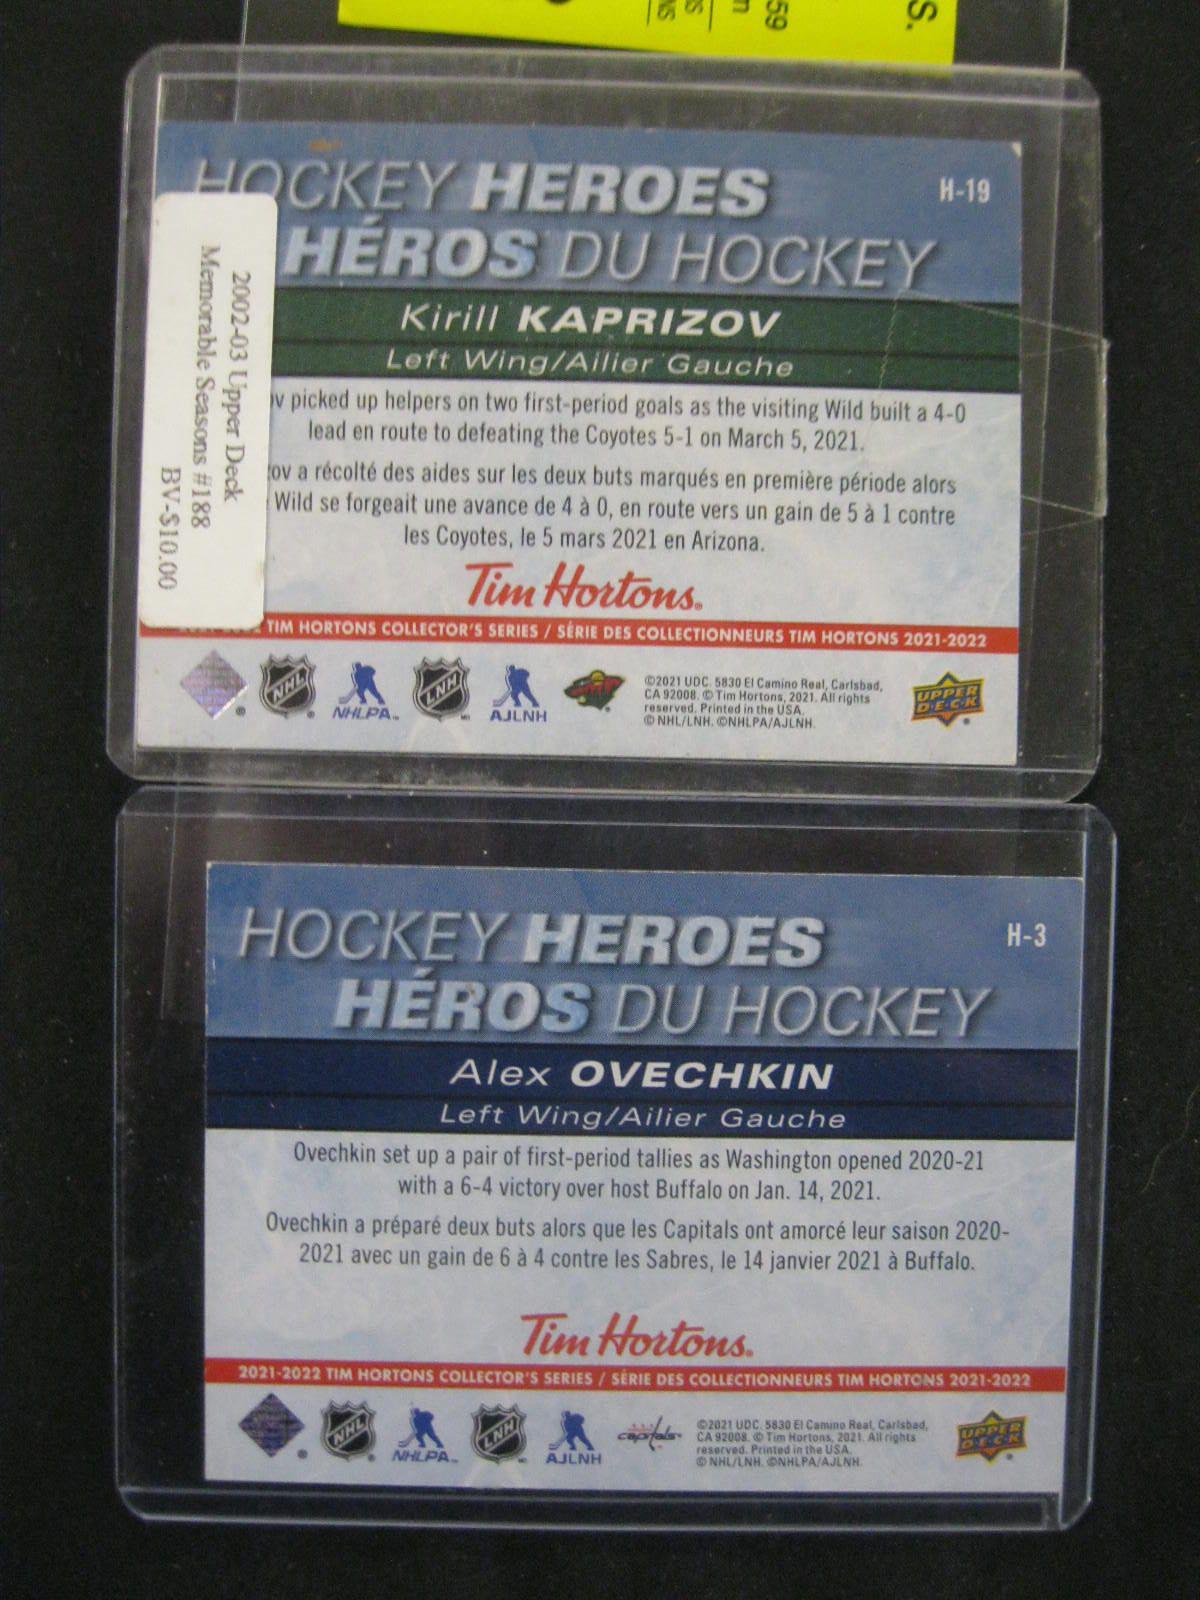 S.
59
m
NS
HOCKEY HEROES
H-19
HÉROS DU HOCKEY
Kirill KAPRIZOV
Left Wing/Ailier Gauche
2002-03 Upper Deck
Memorable Seasons #188
BV-$10.00
ov picked up helpers on two first-period goals as the visiting Wild built a 4-0
lead en route to defeating the Coyotes 5-1 on March 5, 2021.
ov a récolté des aides sur les deux buts marqués en première période alors
Wild se forgeait une avance de 4 à 0, en route vers un gain de 5 à 1 contre
les Coyotes, le 5 mars 2021 en Arizona.
Tim Hortons.
TIM HORTONS COLLECTOR'S SERIES / SÉRIE DES COLLECTIONNEURS TIM HORTONS 2021-2022
NHL
NHLPA
LNH
AJLNH
©2021 UDC. 5830 El Camino Real, Carlsbad,
CA 92008. © Tim Hortons, 2021. All rights
reserved. Printed in the USA.
© NHL/LNH. ©NHLPA/AJLNH.
UPPER
D·E·C·K
HOCKEY HEROES
H-3
HÉROS DU HOCKEY
Alex OVECHKIN
Left Wing/Ailier Gauche
Ovechkin set up a pair of first-period tallies as Washington opened 2020-21
with a 6-4 victory over host Buffalo on Jan. 14, 2021.
Ovechkin a préparé deux buts alors que les Capitals ont amorcé leur saison 2020-
2021 avec un gain de 6 à 4 contre les Sabres, le 14 janvier 2021 à Buffalo.
Tim Hortons.
2021-2022 TIM HORTONS COLLECTOR'S SERIES / SÉRIE DES COLLECTIONNEURS TIM HORTONS 2021-2022
NHL
NHLPA
LNH
AJLNH
capitals
©2021 UDC. 5830 El Camino Real, Carlsbad,
CA 92008. © Tim Hortons, 2021. All rights
reserved. Printed in the USA.
© NHL/LNH. ©NHLPA/AJLNH.
UPPER
D·E·C·K